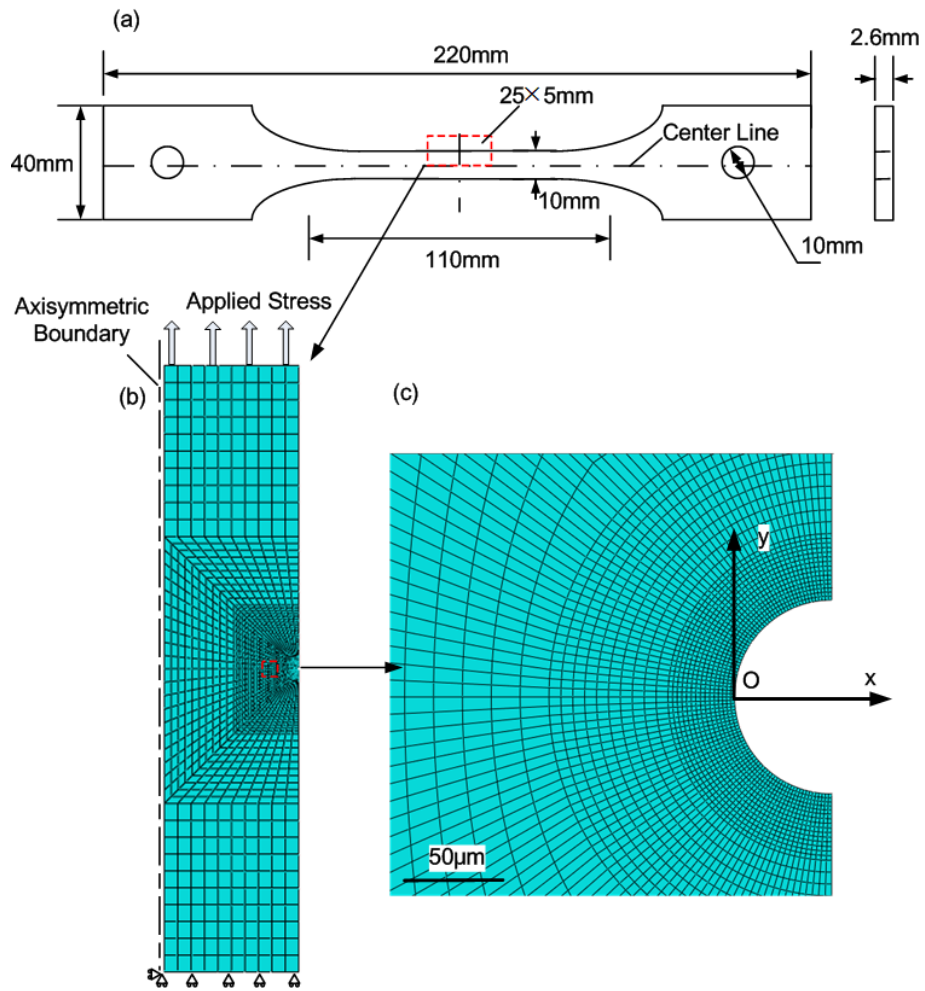 (a)
220mm
2.6mm
25×5mm
Center Line
40mm
10mm
10mm
110mm
Axisymmetric
Boundary
Applied Stress
(b)
(c)
y
O
x
50μm